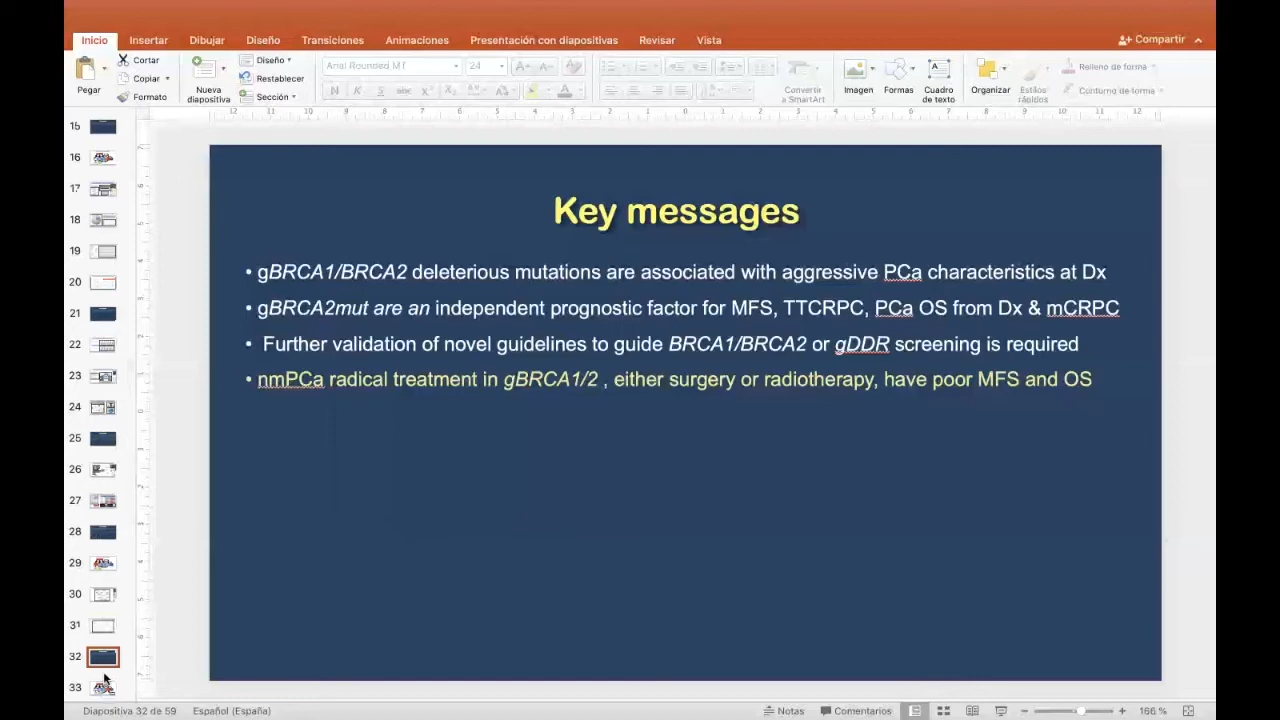 Inicio Insertar Dibujar Diseño Transiciones Animaciones Presentación con diapositivas Revisar Vista Compartir
Pegar
Cortar
Copiar
Formato
Nueva
diapositiva
Diseño
Restablecer
Sección
Arial Rounded MT 24
Convertir
a SmartArt
Imagen
Formas
Cuadro
de texto
Organizar
Estilos
rápidos
Relleno de forma
Contorno de forma
15
16
17
18
19
20
21
22
23
24
25
26
27
28
29
30
31
32
33
Key messages
• gBRCA1/BRCA2 deleterious mutations are associated with aggressive PCa characteristics at Dx
• gBRCA2mut are an independent prognostic factor for MFS, TTCRPC, PCa OS from Dx & mCRPC
• Further validation of novel guidelines to guide BRCA1/BRCA2 or gDDR screening is required
• nmPCa radical treatment in gBRCA1/2 , either surgery or radiotherapy, have poor MFS and OS
Diapositiva 32 de 59 Español (España) Notas Comentarios 166 %